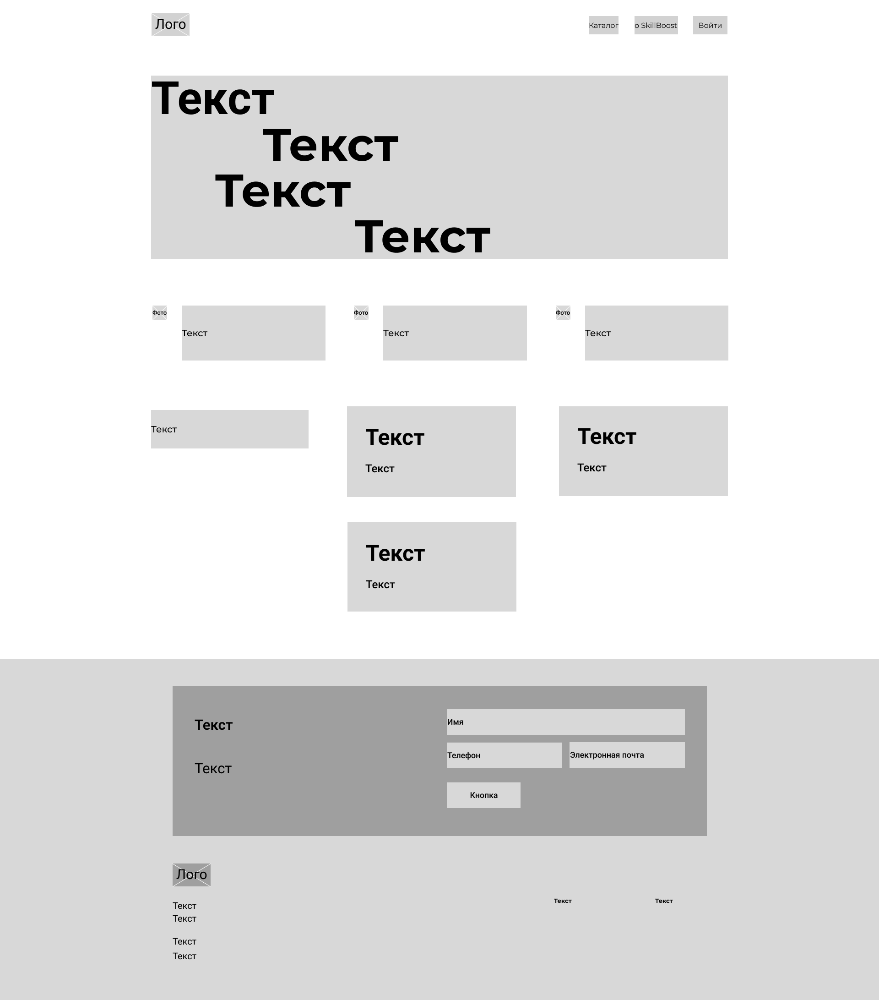 Лого
Каталог
о SkillBoost
Войти
Текст
Текст
Текст
Текст
Фото
Текст
Фото
Текст
Фото
Текст
Текст
Текст
Текст
Текст
Текст
Текст
Текст
Текст
Текст
Имя
Телефон
Электронная почта
Кнопка
Лого
Текст
Текст
Текст
Текст
Текст
Текст